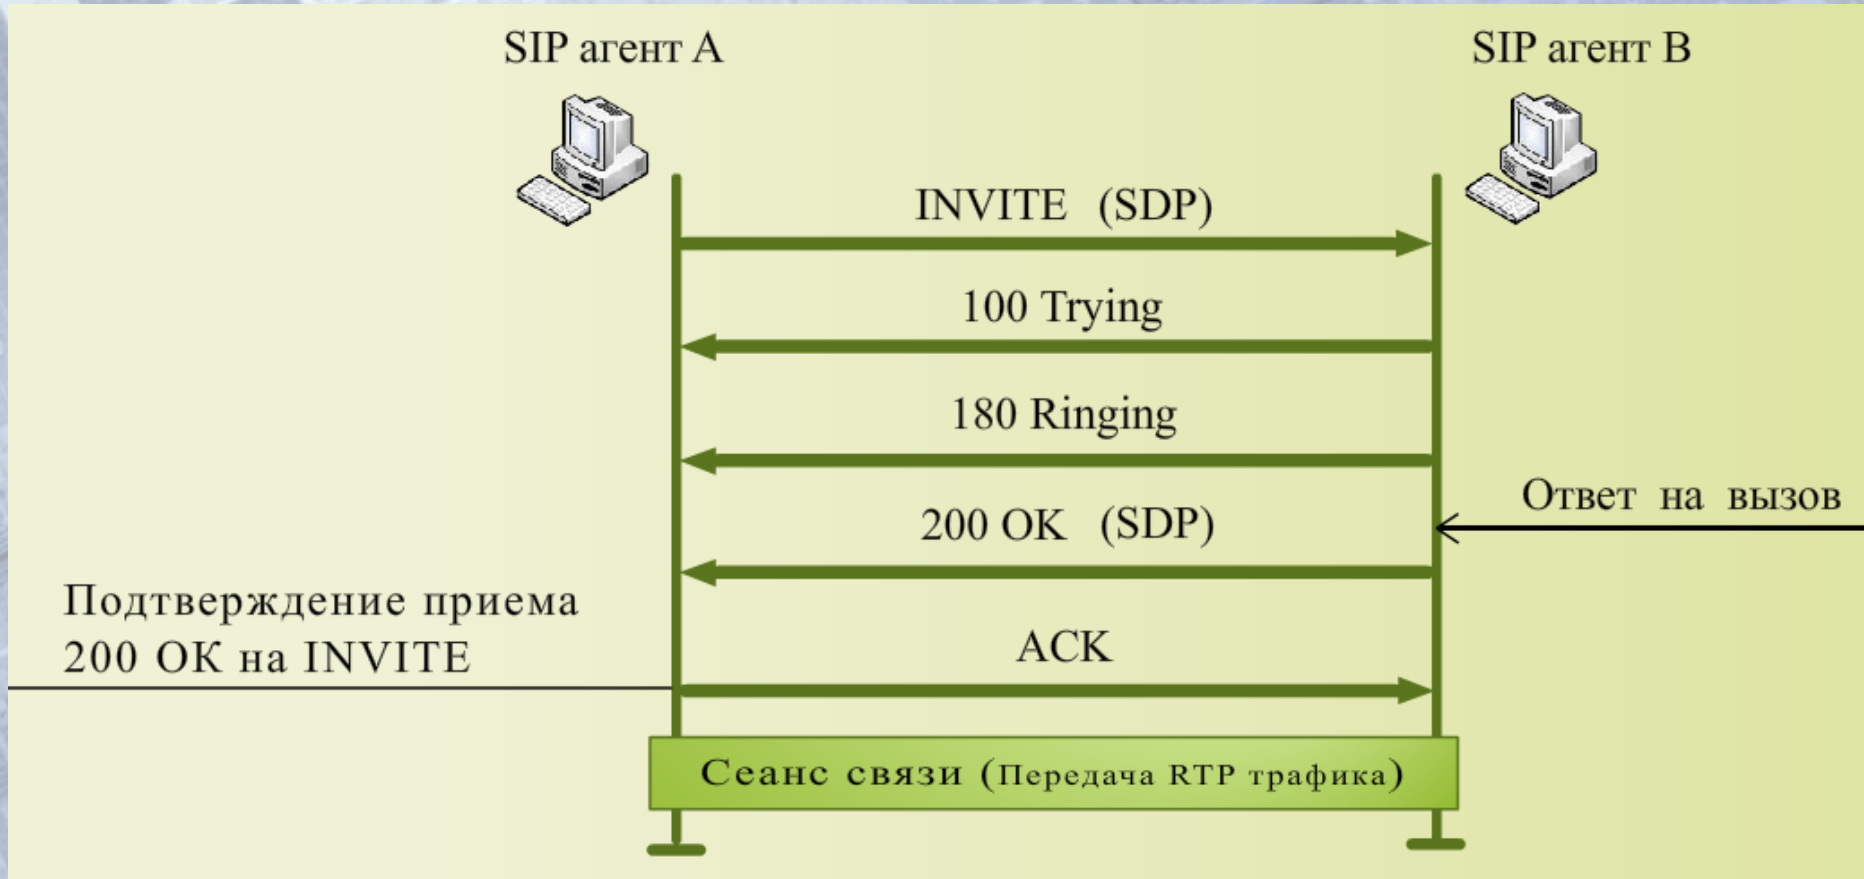 SIP агент A
SIP агент B
INVITE (SDP)
100 Trying
180 Ringing
Ответ на вызов
200 OK (SDP)
Подтверждение приема
200 ОК на INVITE
ACK
Сеанс связи (Передача RTP трафика)